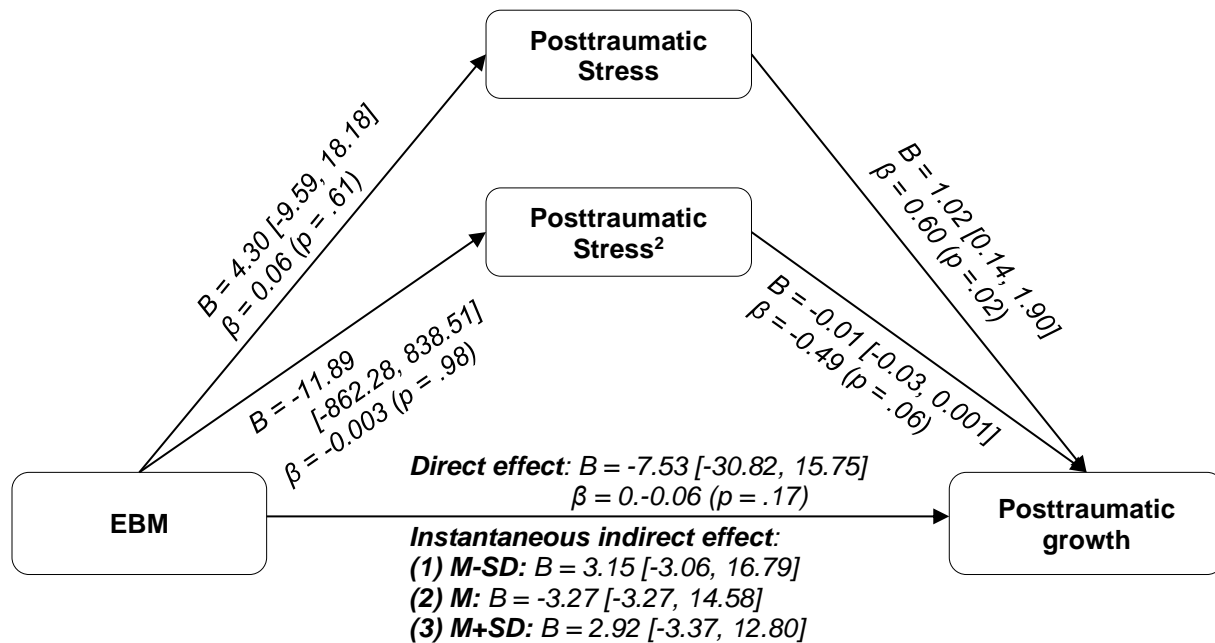 Posttraumatic
Stress
B = 4.30 [-9.59, 18.18]
β = 0.06 (p = .61)
B = 1.02 [0.14, 1.90]
β = 0.60 (p =.02)
Posttraumatic
Stress²
B = -11.89
[-862.28, 838.51]
β = -0.003 (p = .98)
B = -0.01 [-0.03, 0.001]
β = -0.49 (p = .06)
EBM
Direct effect: B = -7.53 [-30.82, 15.75]
β = 0.-0.06 (p = .17)
Instantaneous indirect effect:
(1) M-SD: B = 3.15 [-3.06, 16.79]
(2) M: B = -3.27 [-3.27, 14.58]
(3) M+SD: B = 2.92 [-3.37, 12.80]
Posttraumatic
growth